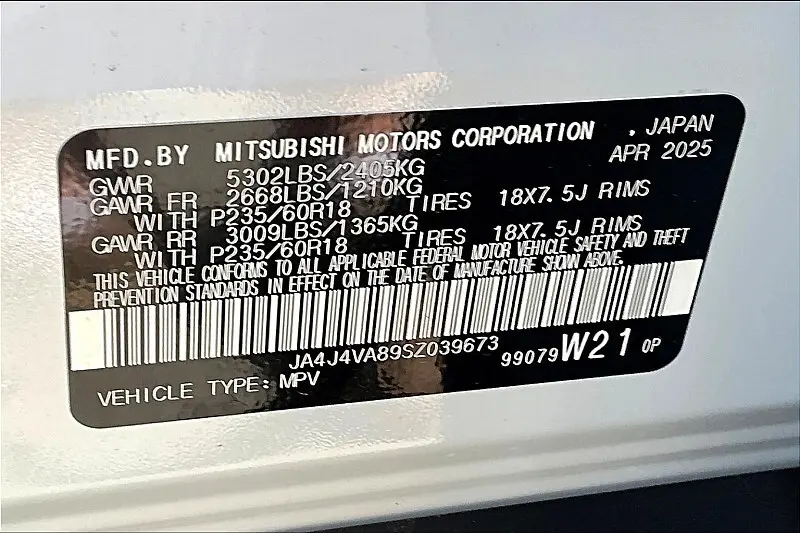 MFD.BY MITSUBISHI MOTORS CORPORATION . JAPAN
APR 2025
GWWR 5302LBS/2405KG
GAWR FR 2668LBS/1210KG
WITH P235/60R18 TIRES 18X7.5J RIMS
GAWR RR 3009LBS/1365KG
WITH P235/60R18 TIRES 18X7.5J RIMS
THIS VEHICLE CONFORMS TO ALL APPLICABLE FEDERAL MOTOR VEHICLE SAFETY AND THEFT
PREVENTION STANDARDS IN EFFECT ON THE DATE OF MANUFACTURE SHOWN ABOVE.
JA4J4VA89SZ039673
99079 W21 0P
VEHICLE TYPE: MPV